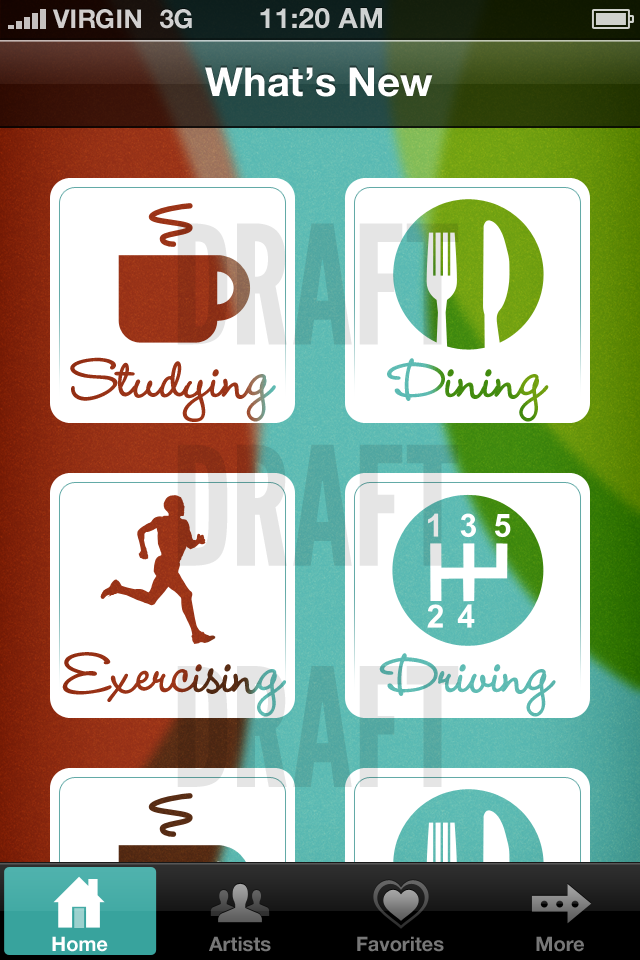 VIRGIN 3G 11:20 AM
What's New
DRAFT
Studying Dining
DRAFT
1 3 5
2 4
Exercising Driving
DRAFT
Home Artists Favorites More